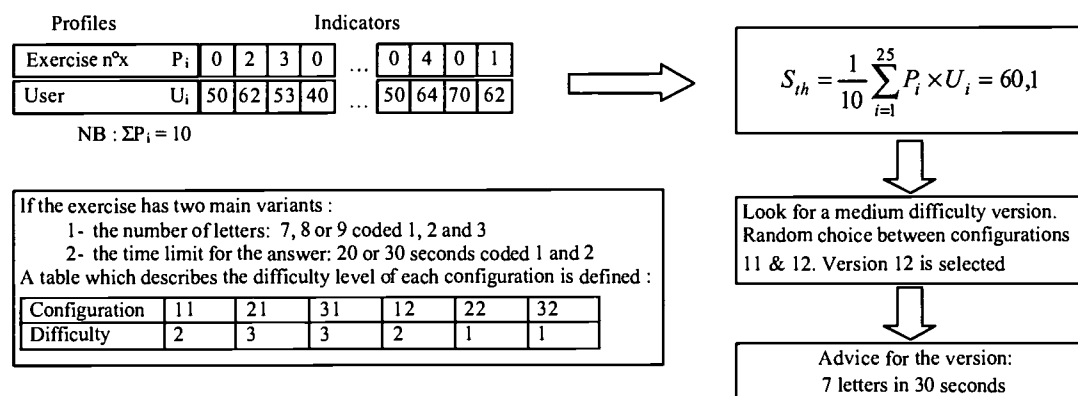 Profiles Indicators
Exercise n°x Pi 0 2 3 0 ... 0 4 0 1
User Ui 50 62 53 40 ... 50 64 70 62
NB : ΣPi = 10
If the exercise has two main variants :
1- the number of letters: 7, 8 or 9 coded 1, 2 and 3
2- the time limit for the answer: 20 or 30 seconds coded 1 and 2
A table which describes the difficulty level of each configuration is defined :
Configuration 11 21 31 12 22 32
Difficulty 2 3 3 2 1 1
S_th = 1/10 Σ_{i=1}^{25} P_i × U_i = 60,1
Look for a medium difficulty version.
Random choice between configurations
11 & 12. Version 12 is selected
Advice for the version:
7 letters in 30 seconds